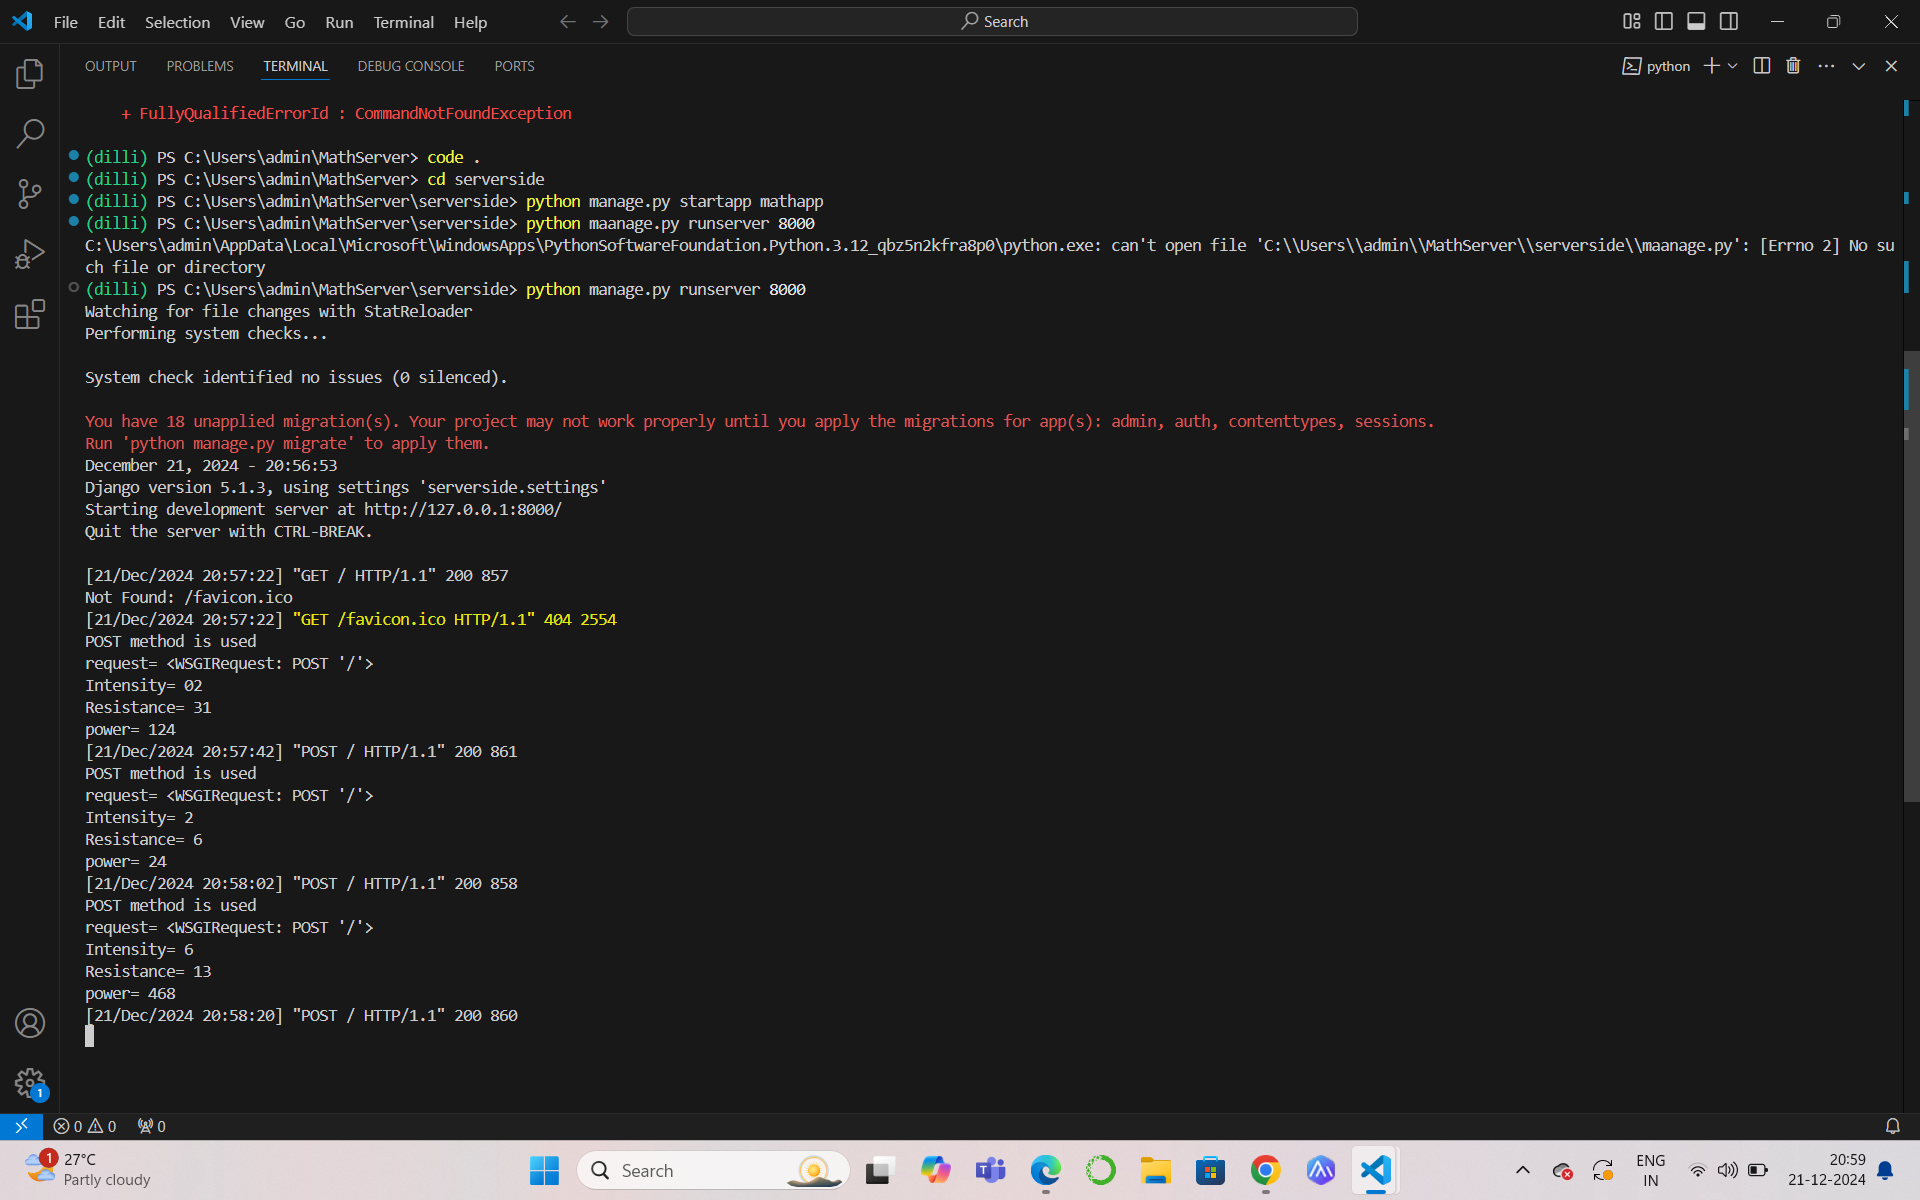 File Edit Selection View Go Run Terminal Help
Search
OUTPUT PROBLEMS TERMINAL DEBUG CONSOLE PORTS
python
+ FullyQualifiedErrorId : CommandNotFoundException
(dilli) PS C:\Users\admin\MathServer> code .
(dilli) PS C:\Users\admin\MathServer> cd serverside
(dilli) PS C:\Users\admin\MathServer\serverside> python manage.py startapp mathapp
(dilli) PS C:\Users\admin\MathServer\serverside> python maanage.py runserver 8000
C:\Users\admin\AppData\Local\Microsoft\WindowsApps\PythonSoftwareFoundation.Python.3.12_qbz5n2kfra8p0\python.exe: can't open file 'C:\\Users\\admin\\MathServer\\serverside\\maanage.py': [Errno 2] No su
ch file or directory
(dilli) PS C:\Users\admin\MathServer\serverside> python manage.py runserver 8000
Watching for file changes with StatReloader
Performing system checks...
System check identified no issues (0 silenced).
You have 18 unapplied migration(s). Your project may not work properly until you apply the migrations for app(s): admin, auth, contenttypes, sessions.
Run 'python manage.py migrate' to apply them.
December 21, 2024 - 20:56:53
Django version 5.1.3, using settings 'serverside.settings'
Starting development server at http://127.0.0.1:8000/
Quit the server with CTRL-BREAK.
[21/Dec/2024 20:57:22] "GET / HTTP/1.1" 200 857
Not Found: /favicon.ico
[21/Dec/2024 20:57:22] "GET /favicon.ico HTTP/1.1" 404 2554
POST method is used
request= <WSGIRequest: POST '/'>
Intensity= 02
Resistance= 31
power= 124
[21/Dec/2024 20:57:42] "POST / HTTP/1.1" 200 861
POST method is used
request= <WSGIRequest: POST '/'>
Intensity= 2
Resistance= 6
power= 24
[21/Dec/2024 20:58:02] "POST / HTTP/1.1" 200 858
POST method is used
request= <WSGIRequest: POST '/'>
Intensity= 6
Resistance= 13
power= 468
[21/Dec/2024 20:58:20] "POST / HTTP/1.1" 200 860
1
0 0 0
1
27°C
Partly cloudy
Search
ENG
IN
20:59
21-12-2024